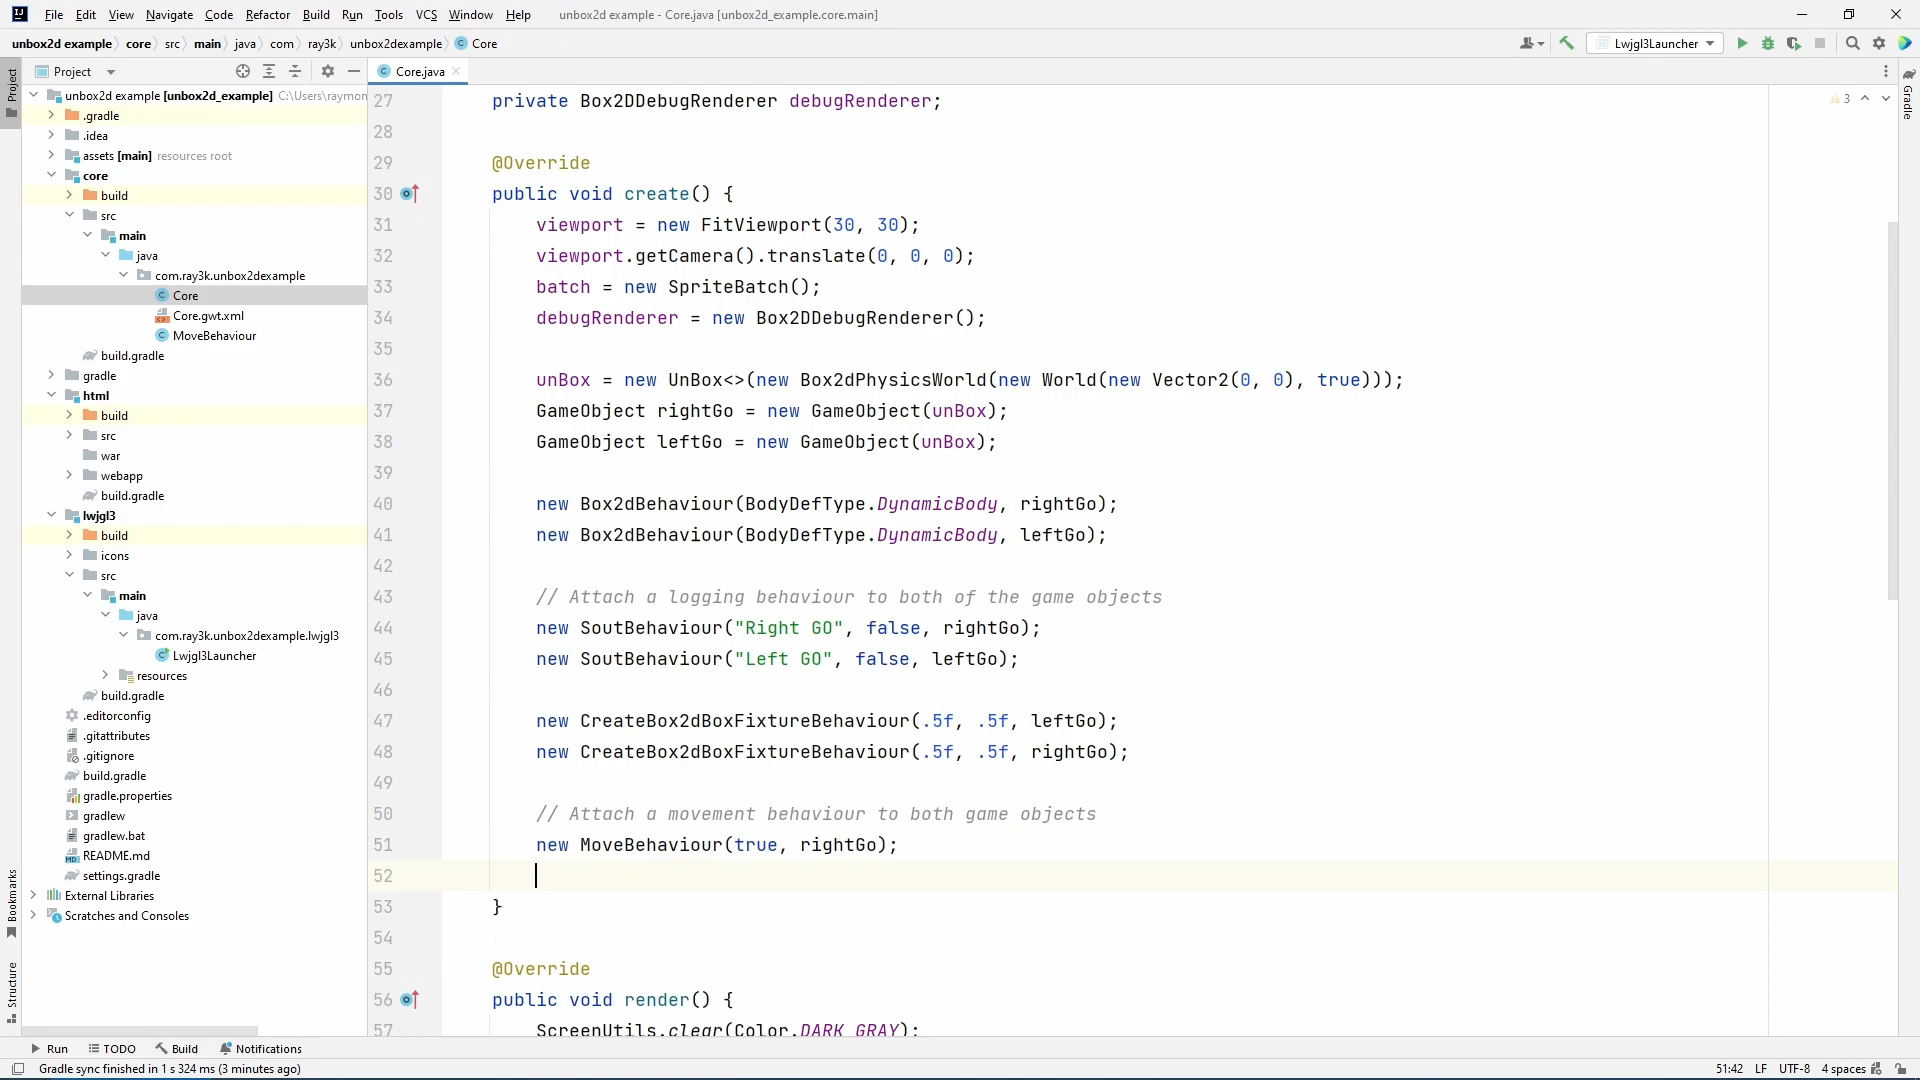 File Edit View Navigate Code Refactor Build Run Tools VCS Window Help unbox2d example - Core.java [unbox2d_example.core.main]
unbox2d example core src main java com ray3k unbox2dexample Core Lwjgl3Launcher
Project Core.java
Project
Bookmarks
Structure
Gradle
unbox2d example [unbox2d_example] C:\Users\raymon
.gradle
.idea
assets [main] resources root
core
build
src
main
java
com.ray3k.unbox2dexample
Core
Core.gwt.xml
MoveBehaviour
build.gradle
gradle
html
build
src
war
webapp
build.gradle
lwjgl3
build
icons
src
main
java
com.ray3k.unbox2dexample.lwjgl3
Lwjgl3Launcher
resources
build.gradle
.editorconfig
.gitattributes
.gitignore
build.gradle
gradle.properties
gradlew
gradlew.bat
README.md
settings.gradle
External Libraries
Scratches and Consoles
3
27 private Box2DDebugRenderer debugRenderer;
28
29 @Override
30 public void create() {
31 viewport = new FitViewport(30, 30);
32 viewport.getCamera().translate(0, 0, 0);
33 batch = new SpriteBatch();
34 debugRenderer = new Box2DDebugRenderer();
35
36 unBox = new UnBox<>(new Box2dPhysicsWorld(new World(new Vector2(0, 0), true)));
37 GameObject rightGo = new GameObject(unBox);
38 GameObject leftGo = new GameObject(unBox);
39
40 new Box2dBehaviour(BodyDefType.DynamicBody, rightGo);
41 new Box2dBehaviour(BodyDefType.DynamicBody, leftGo);
42
43 // Attach a logging behaviour to both of the game objects
44 new SoutBehaviour("Right GO", false, rightGo);
45 new SoutBehaviour("Left GO", false, leftGo);
46
47 new CreateBox2dBoxFixtureBehaviour(.5f, .5f, leftGo);
48 new CreateBox2dBoxFixtureBehaviour(.5f, .5f, rightGo);
49
50 // Attach a movement behaviour to both game objects
51 new MoveBehaviour(true, rightGo);
52
53 }
54
55 @Override
56 public void render() {
57 ScreenUtils.clear(Color.DARK_GRAY);
Run TODO Build Notifications
Gradle sync finished in 1 s 324 ms (3 minutes ago) 51:42 LF UTF-8 4 spaces